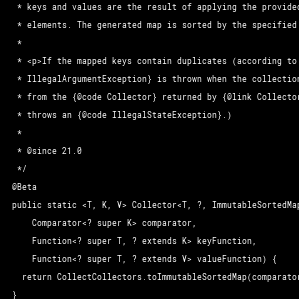 * keys and values are the result of applying the provided
* elements. The generated map is sorted by the specified
*
* <p>If the mapped keys contain duplicates (according to
* IllegalArgumentException} is thrown when the collection
* from the {@code Collector} returned by {@link Collector
* throws an {@code IllegalStateException}.)
*
* @since 21.0
*/
@Beta
public static <T, K, V> Collector<T, ?, ImmutableSortedMap
Comparator<? super K> comparator,
Function<? super T, ? extends K> keyFunction,
Function<? super T, ? extends V> valueFunction) {
return CollectCollectors.toImmutableSortedMap(comparator
}